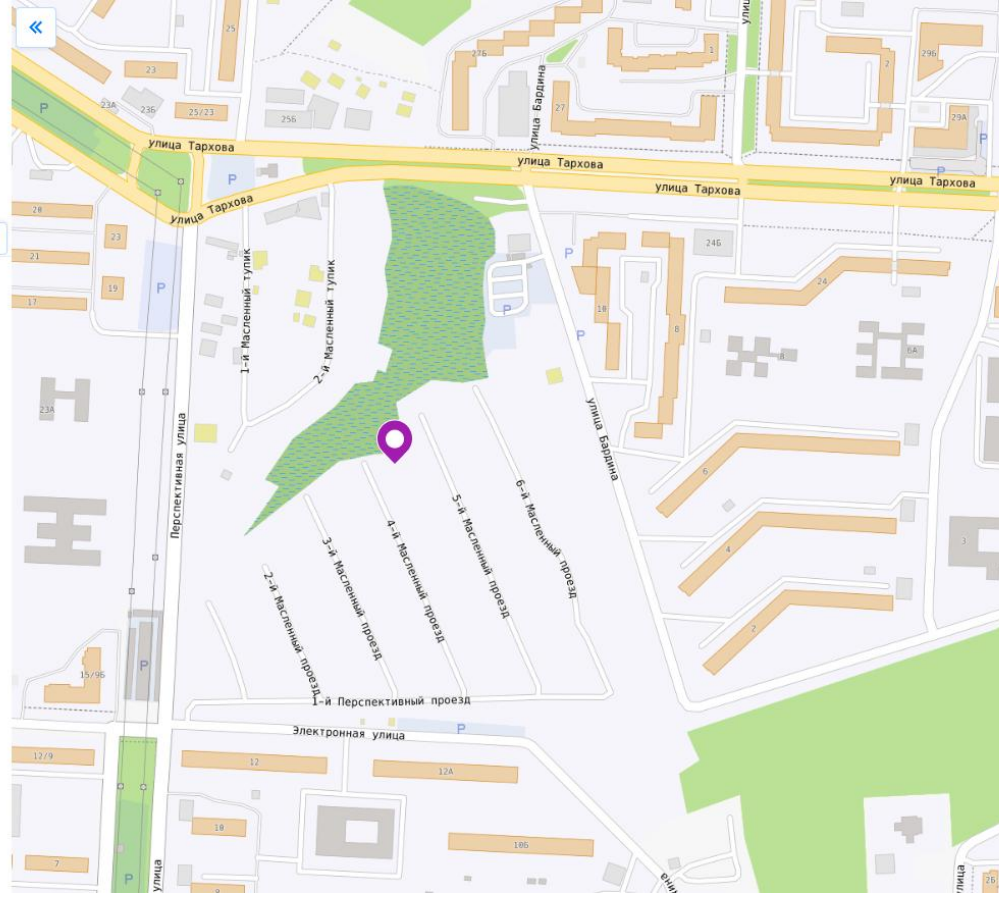 25
23
23А
23Б
25/23
25Б
27Б
27
1
2
29Б
29А
P
улица Бардина
улица Тархова
улица Тархова
улица Тархова
улица Тархова
улица Тархова
P
P
20
21
17
23
19
P
1-й Масленный тупик
2-й Масленный тупик
P
P
P
10
8
24Б
24
8
6А
23А
Перспективная улица
улица Бардина
6
4
2
3
2-й Масленный проезд
3-й Масленный проезд
4-й Масленный проезд
5-й Масленный проезд
6-й Масленный проезд
15/9Б
P
1-й Перспективный проезд
Электронная улица
P
12/9
12
12А
10
10Б
7
P
улица
улица
2Б